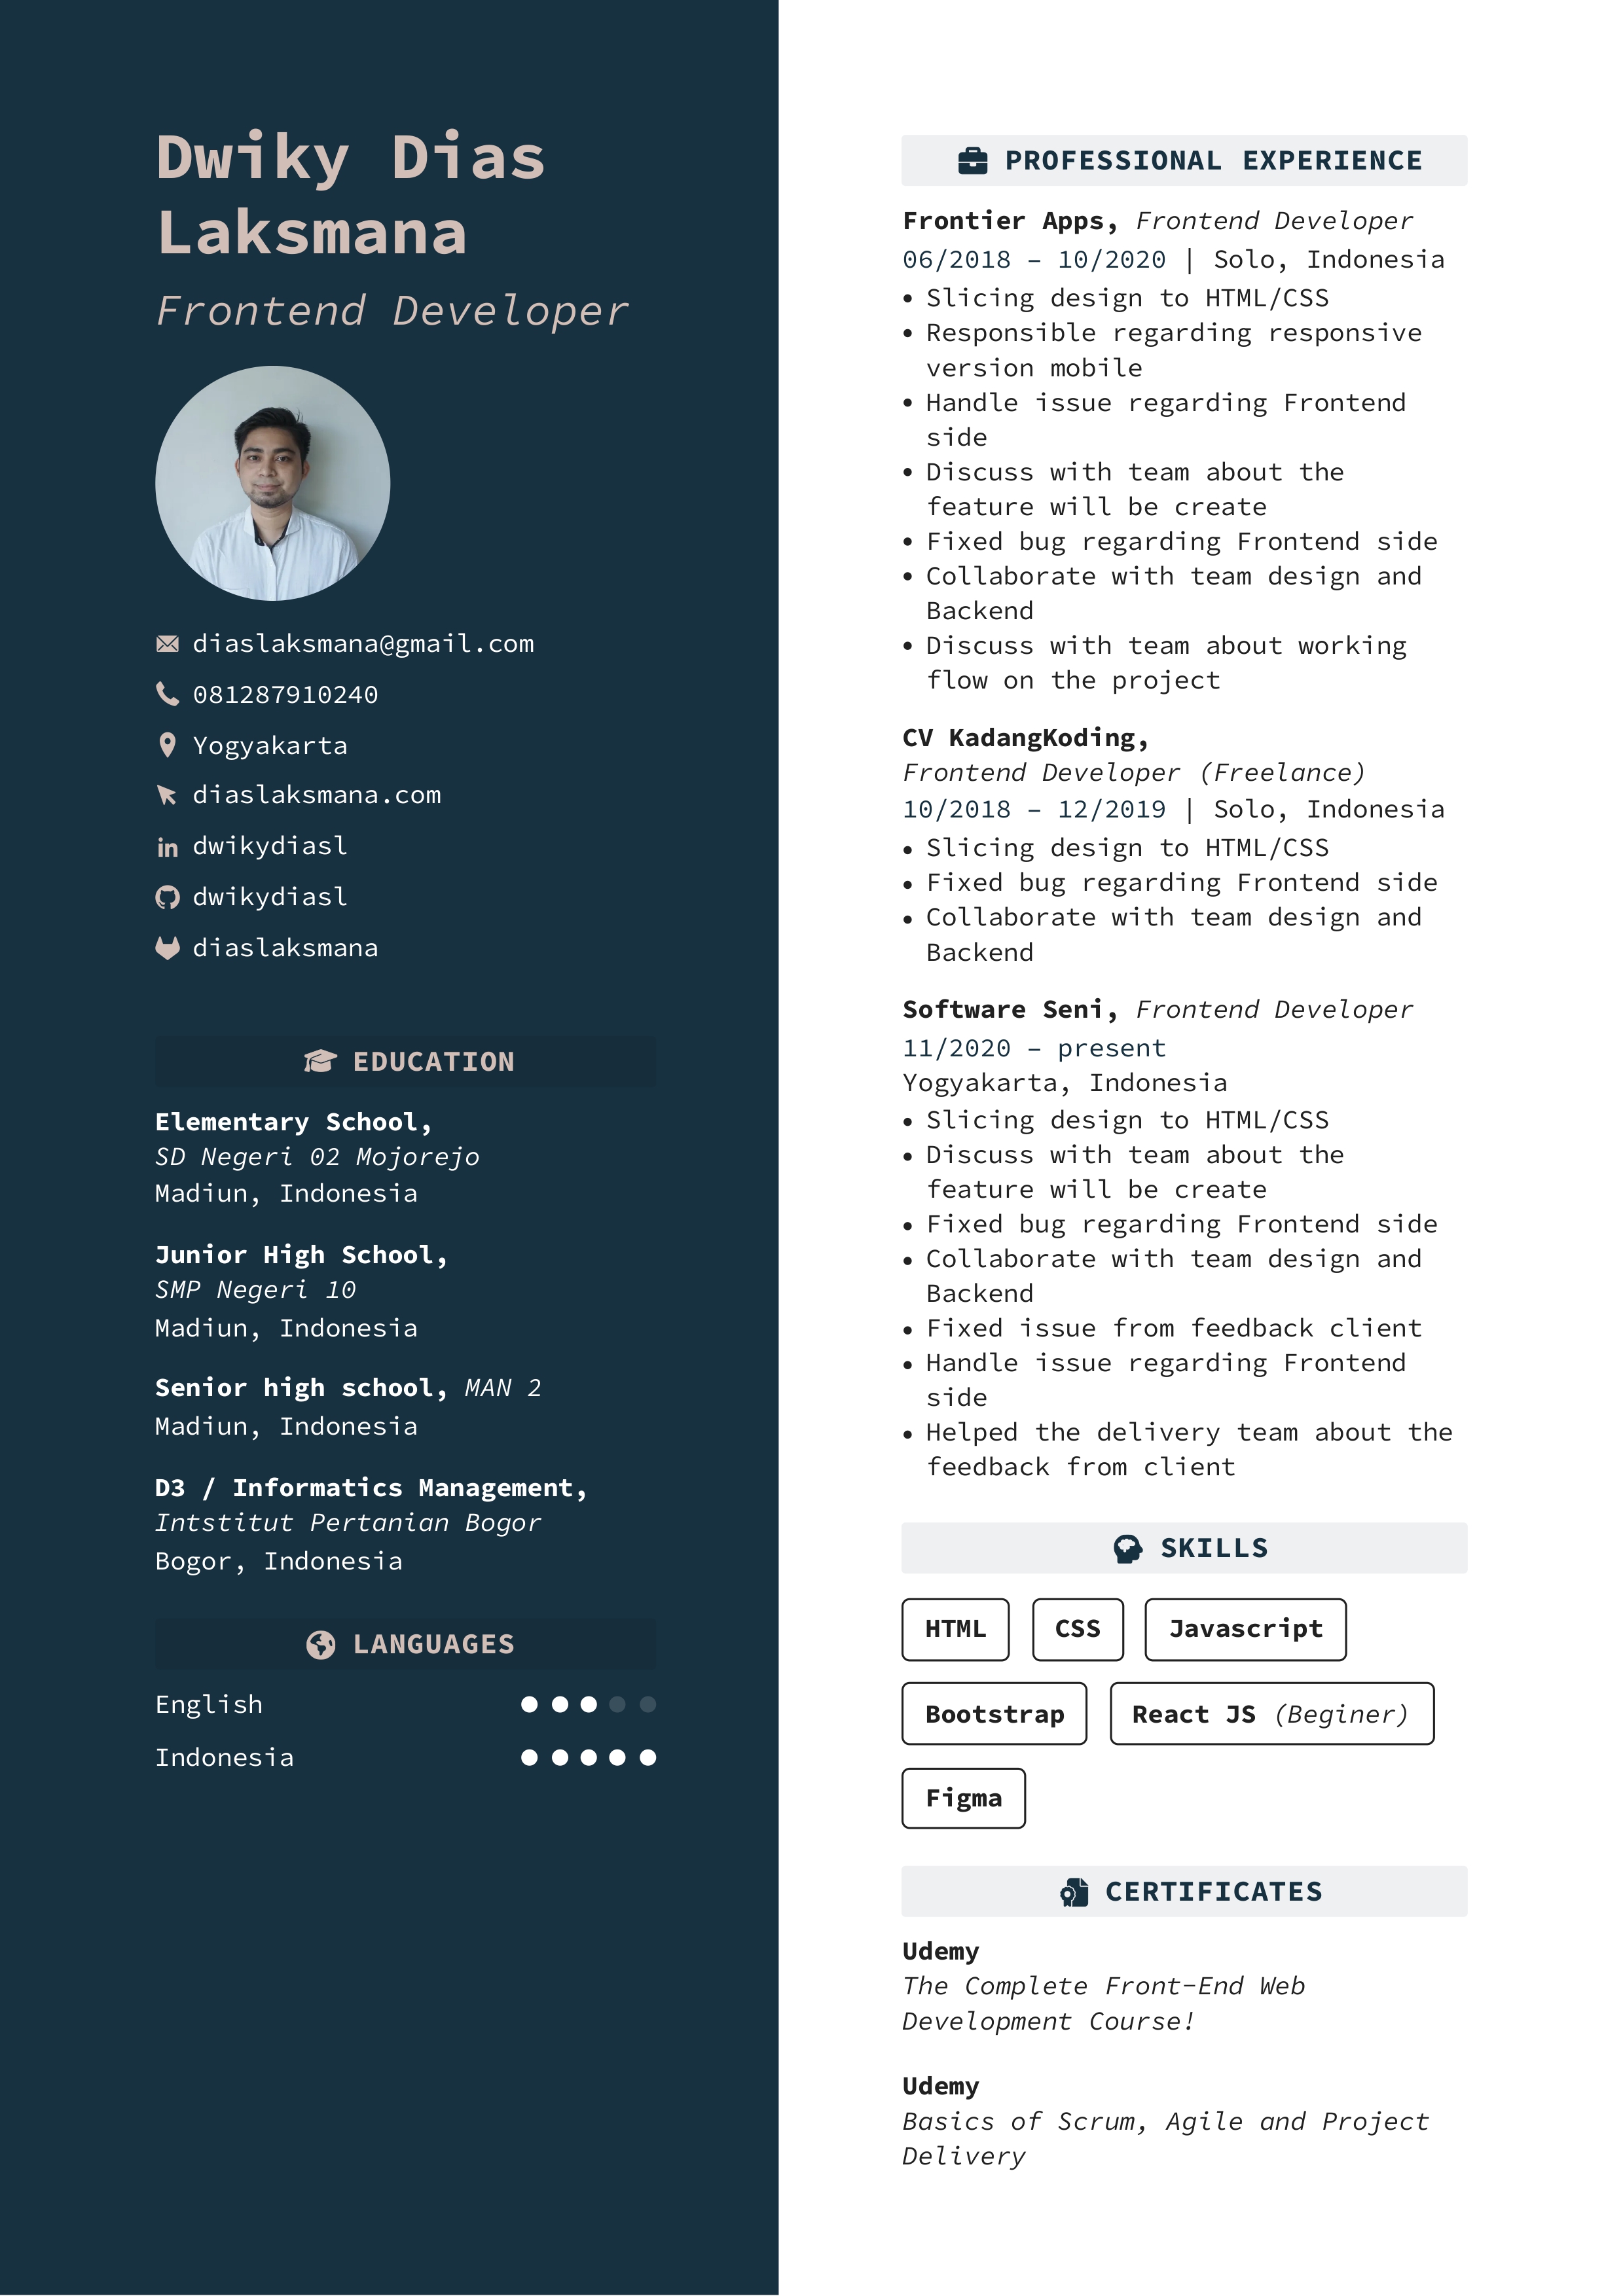 Dwiky Dias
Laksmana
Frontend Developer
diaslaksmana@gmail.com
081287910240
Yogyakarta
diaslaksmana.com
dwikydiasl
dwikydiasl
diaslaksmana
EDUCATION
Elementary School,
SD Negeri 02 Mojorejo
Madiun, Indonesia
Junior High School,
SMP Negeri 10
Madiun, Indonesia
Senior high school, MAN 2
Madiun, Indonesia
D3 / Informatics Management,
Intstitut Pertanian Bogor
Bogor, Indonesia
LANGUAGES
English
Indonesia
PROFESSIONAL EXPERIENCE
Frontier Apps, Frontend Developer
06/2018 – 10/2020 | Solo, Indonesia
• Slicing design to HTML/CSS
• Responsible regarding responsive
version mobile
• Handle issue regarding Frontend
side
• Discuss with team about the
feature will be create
• Fixed bug regarding Frontend side
• Collaborate with team design and
Backend
• Discuss with team about working
flow on the project
CV KadangKoding,
Frontend Developer (Freelance)
10/2018 – 12/2019 | Solo, Indonesia
• Slicing design to HTML/CSS
• Fixed bug regarding Frontend side
• Collaborate with team design and
Backend
Software Seni, Frontend Developer
11/2020 – present
Yogyakarta, Indonesia
• Slicing design to HTML/CSS
• Discuss with team about the
feature will be create
• Fixed bug regarding Frontend side
• Collaborate with team design and
Backend
• Fixed issue from feedback client
• Handle issue regarding Frontend
side
• Helped the delivery team about the
feedback from client
SKILLS
HTML CSS Javascript
Bootstrap React JS (Beginer)
Figma
CERTIFICATES
Udemy
The Complete Front-End Web
Development Course!
Udemy
Basics of Scrum, Agile and Project
Delivery